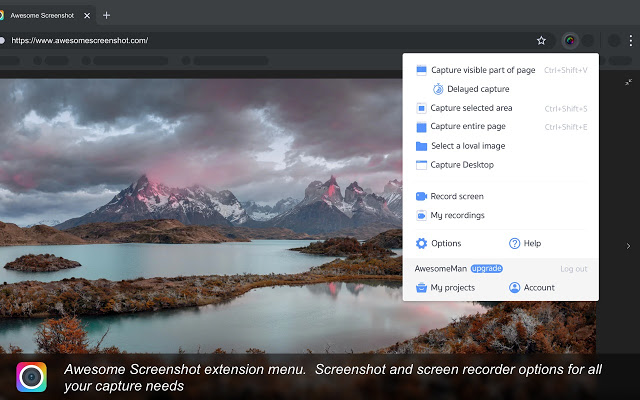 Awesome Screenshot
https://www.awesomescreenshot.com/
Capture visible part of page Ctrl+Shift+V
Delayed capture
Capture selected area Ctrl+Shift+S
Capture entire page Ctrl+Shift+E
Select a loval image
Capture Desktop
Record screen
My recordings
Options Help
AwesomeMan upgrade Log out
My projects Account
Awesome Screenshot extension menu. Screenshot and screen recorder options for all
your capture needs